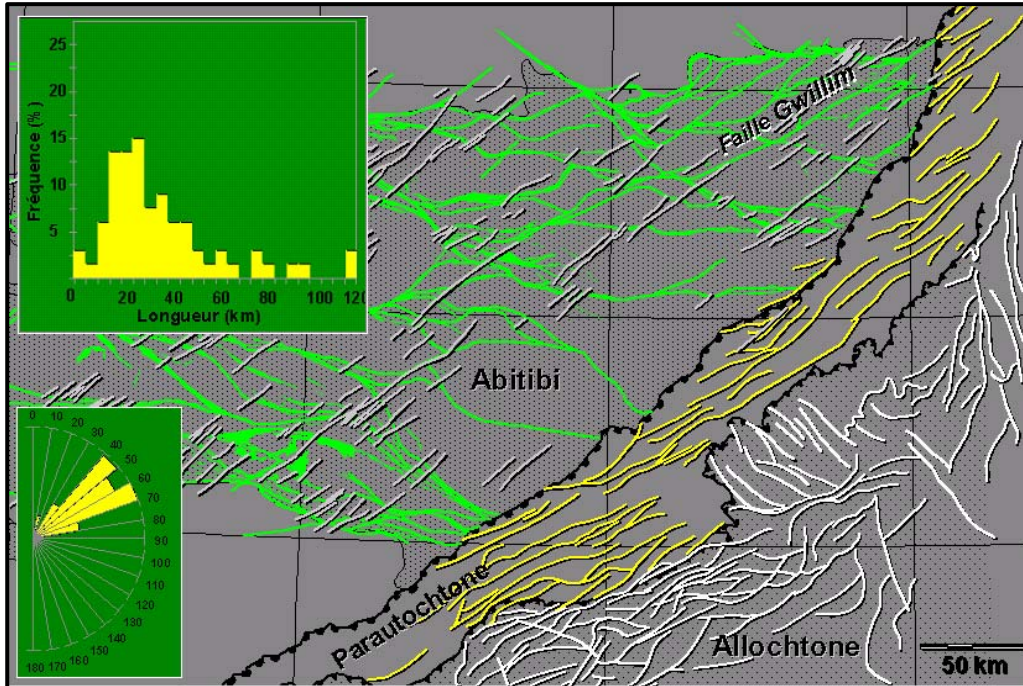 25
20
15
10
5
Fréquence (%)
0 20 40 60 80 100 120
Longueur (km)
0 10 20 30 40 50 60 70 80 90 100 110 120 130 140 150 160 170 180
Faille Gwillim
Abitibi
Parautochtone
Allochtone
50 km